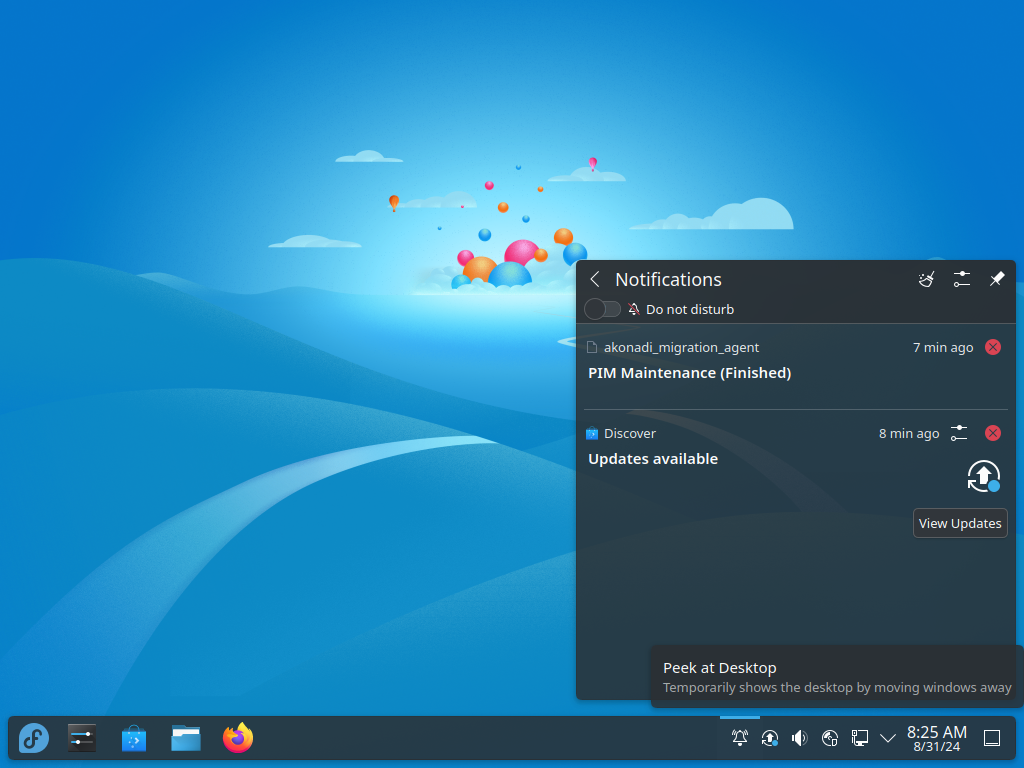 Notifications
Do not disturb
akonadi_migration_agent 7 min ago
PIM Maintenance (Finished)
Discover 8 min ago
Updates available
View Updates
Peek at Desktop
Temporarily shows the desktop by moving windows away
8:25 AM
8/31/24